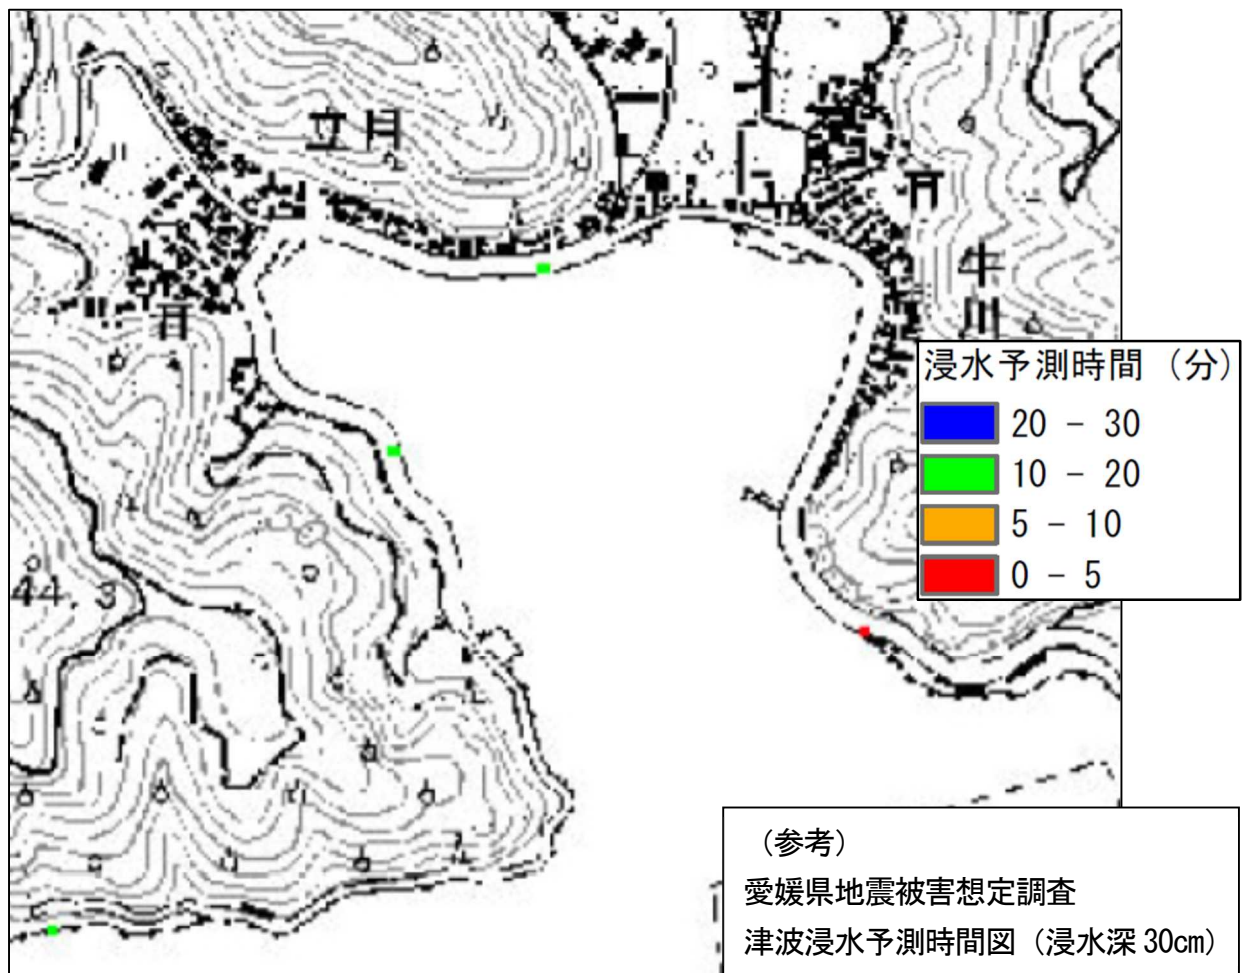 立目
牛
川
44.3
浸水予測時間（分）
20 - 30
10 - 20
5 - 10
0 - 5
（参考）
愛媛県地震被害想定調査
津波浸水予測時間図（浸水深 30cm）